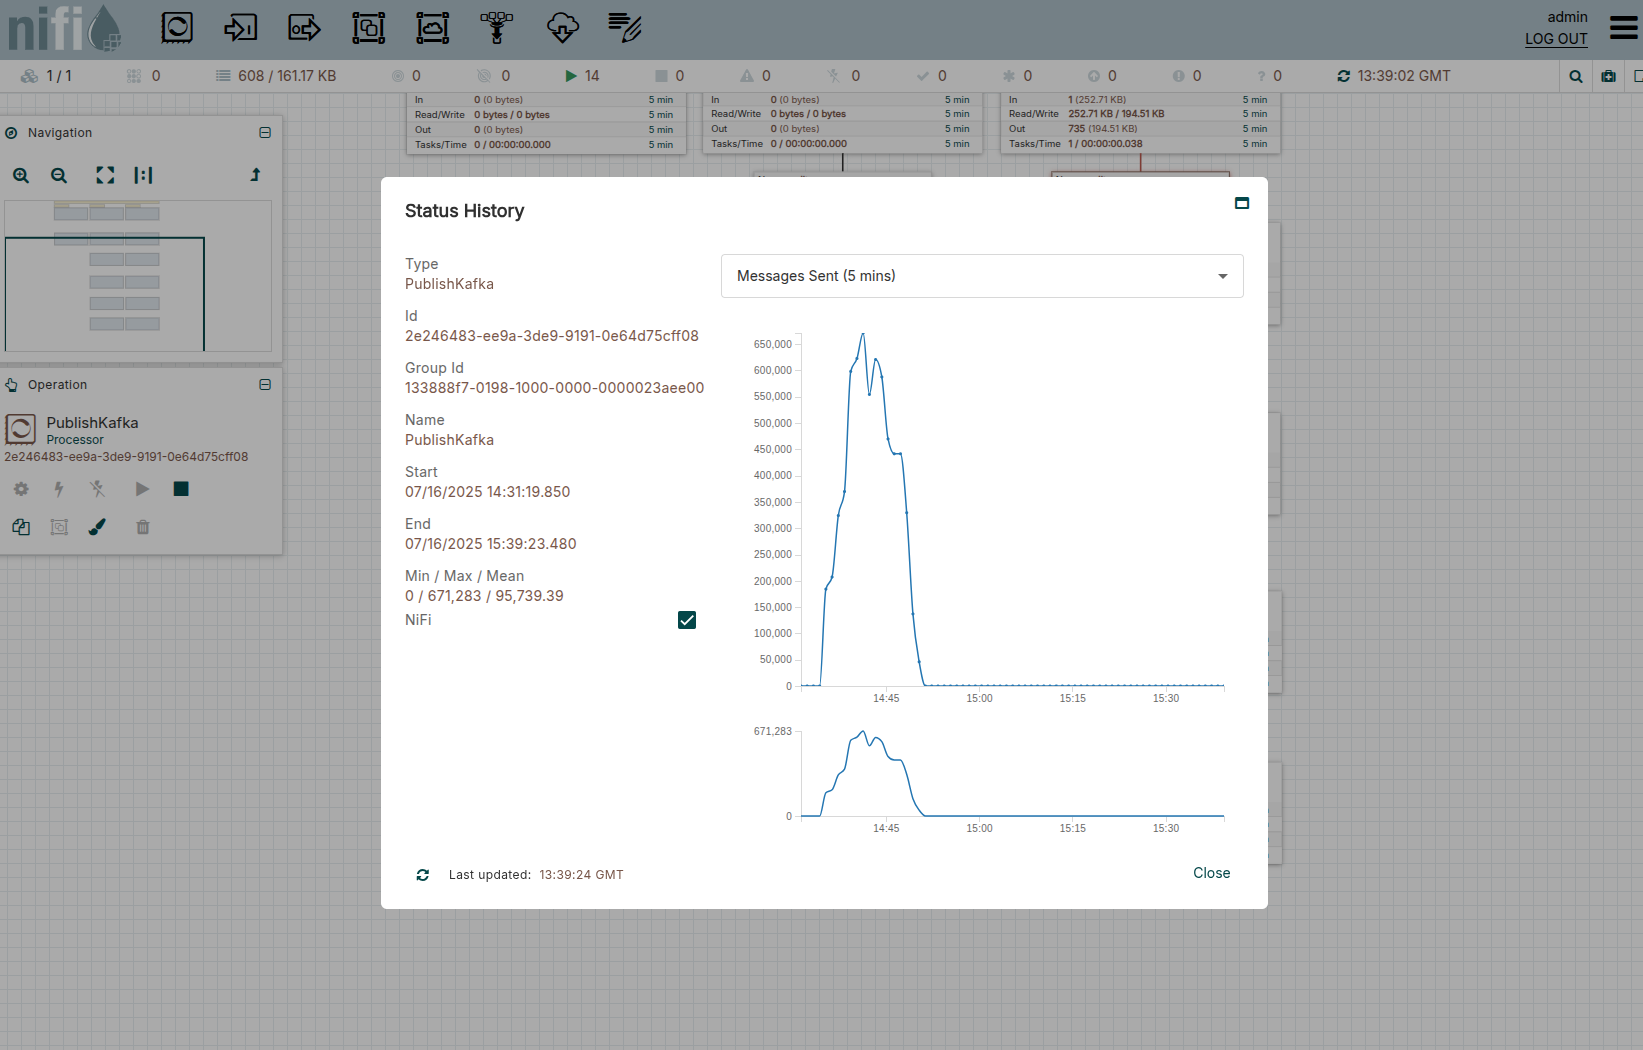 nifi
admin
LOG OUT
1 / 1
0
608 / 161.17 KB
0
0
14
0
0
0
0
0
0
0
0
13:39:02 GMT
In 0 (0 bytes) 5 min
Read/Write 0 bytes / 0 bytes 5 min
Out 0 (0 bytes) 5 min
Tasks/Time 0 / 00:00:00.000 5 min
In 0 (0 bytes) 5 min
Read/Write 0 bytes / 0 bytes 5 min
Out 0 (0 bytes) 5 min
Tasks/Time 0 / 00:00:00.000 5 min
In 1 (252.71 KB) 5 min
Read/Write 252.71 KB / 194.51 KB 5 min
Out 735 (194.51 KB) 5 min
Tasks/Time 1 / 00:00:00.038 5 min
Navigation
Operation
PublishKafka
Processor
2e246483-ee9a-3de9-9191-0e64d75cff08
Status History
Type
PublishKafka
Id
2e246483-ee9a-3de9-9191-0e64d75cff08
Group Id
133888f7-0198-1000-0000-0000023aee00
Name
PublishKafka
Start
07/16/2025 14:31:19.850
End
07/16/2025 15:39:23.480
Min / Max / Mean
0 / 671,283 / 95,739.39
NiFi
Messages Sent (5 mins)
650,000
600,000
550,000
500,000
450,000
400,000
350,000
300,000
250,000
200,000
150,000
100,000
50,000
0
14:45 15:00 15:15 15:30
671,283
0
14:45 15:00 15:15 15:30
Last updated: 13:39:24 GMT
Close